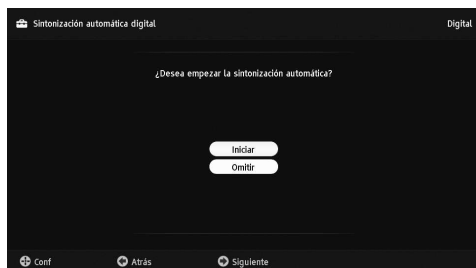 Sintonización automática digital
Digital
¿Desea empezar la sintonización automática?
Iniciar
Omitir
Conf
Atrás
Siguiente